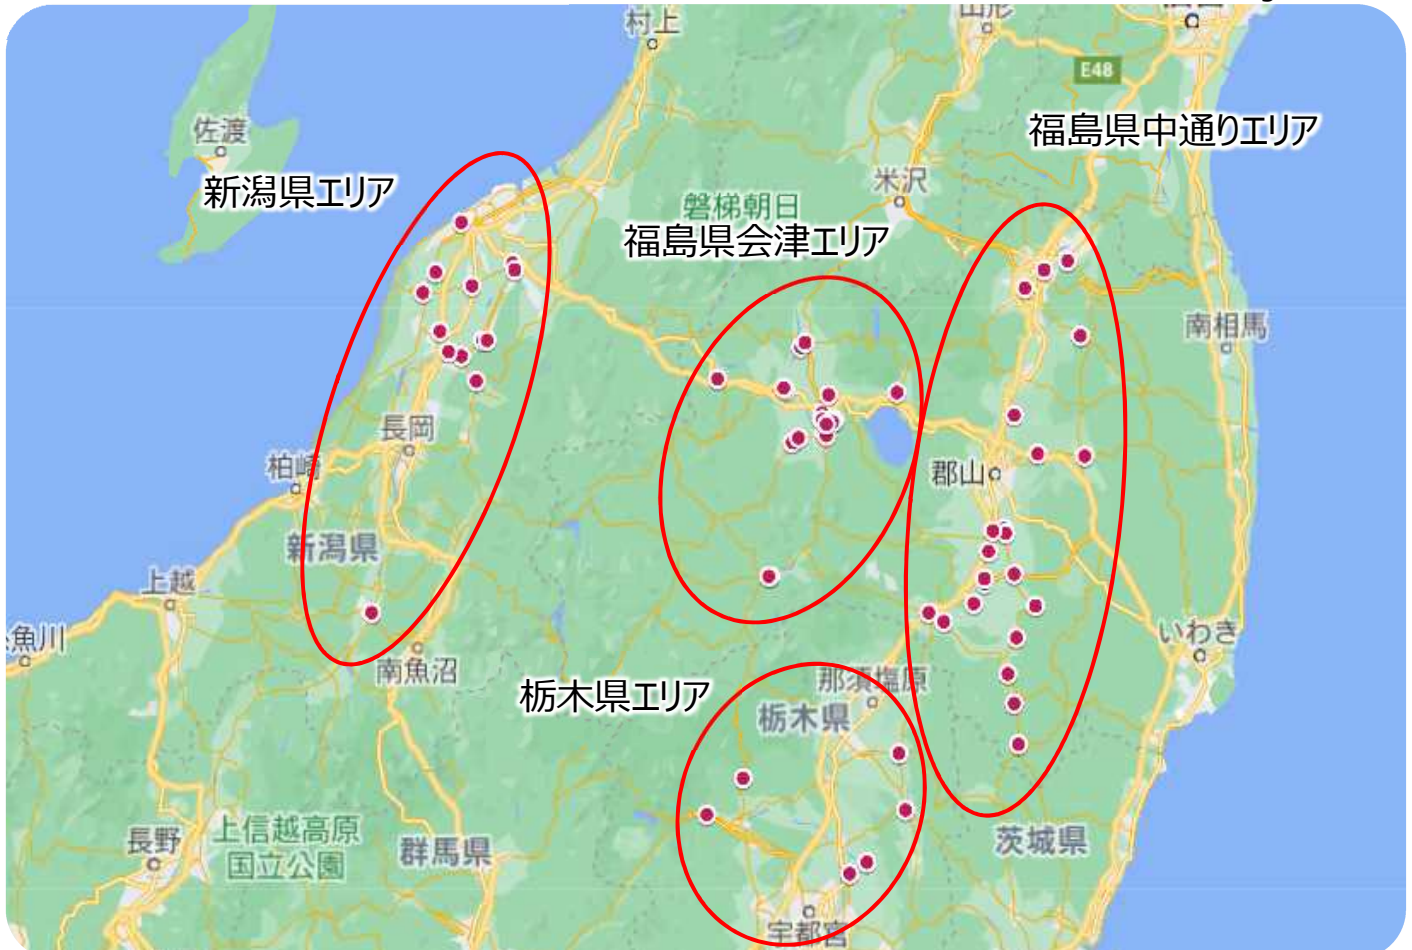 村上
山形
E48
佐渡
福島県中通りエリア
新潟県エリア
米沢
磐梯朝日
福島県会津エリア
南相馬
長岡
柏崎
郡山
新潟県
上越
魚川
いわき
南魚沼
那須塩原
栃木県エリア
栃木県
長野
上信越高原
国立公園
群馬県
茨城県
宇都宮